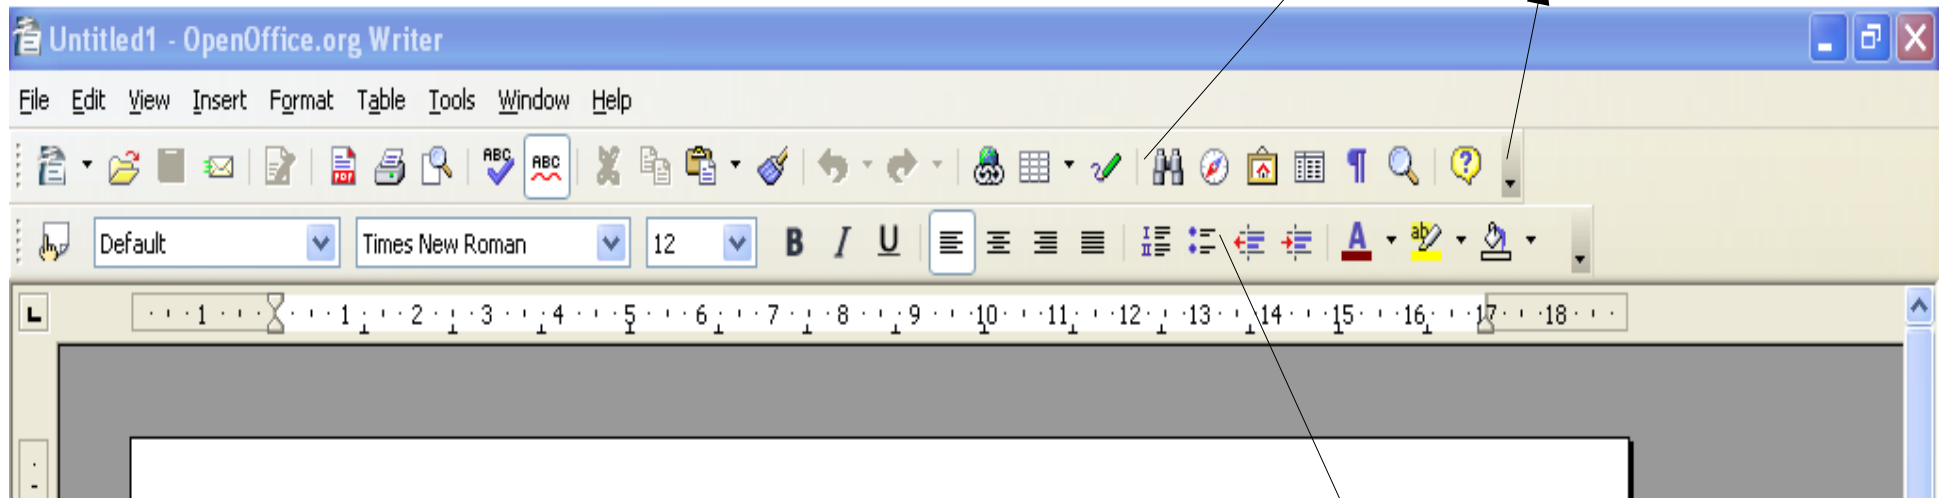 Untitled1 - OpenOffice.org Writer
File Edit View Insert Format Table Tools Window Help
PDF ABC ABC ?
Default Times New Roman 12 B I U A ab
1 1 2 3 4 5 6 7 8 9 10 11 12 13 14 15 16 17 18